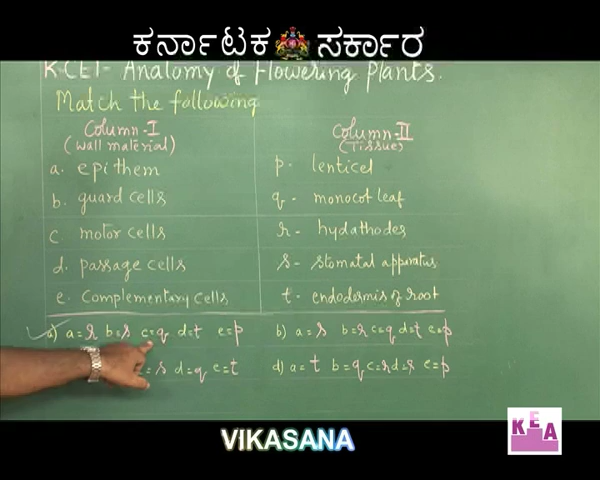 ಕರ್ನಾಟಕ ಸರ್ಕಾರ
KCET- Anatomy of Flowering Plants.
Match the following
Column-I Column-II
(Wall material) (Tissue)
a. epithem p- lenticel
b. guard cells q- monocot leaf
c. motor cells r- hydathodes
d. passage cells s- stomatal apparatus
e. Complementary cells t- endodermis of root
a) a=r b=s c=q d=t e=p b) a=s b=r c=q d=t e=p
=s d=q e=t d) a=t b=q c=r d=s e=p
VIKASANA
KEA